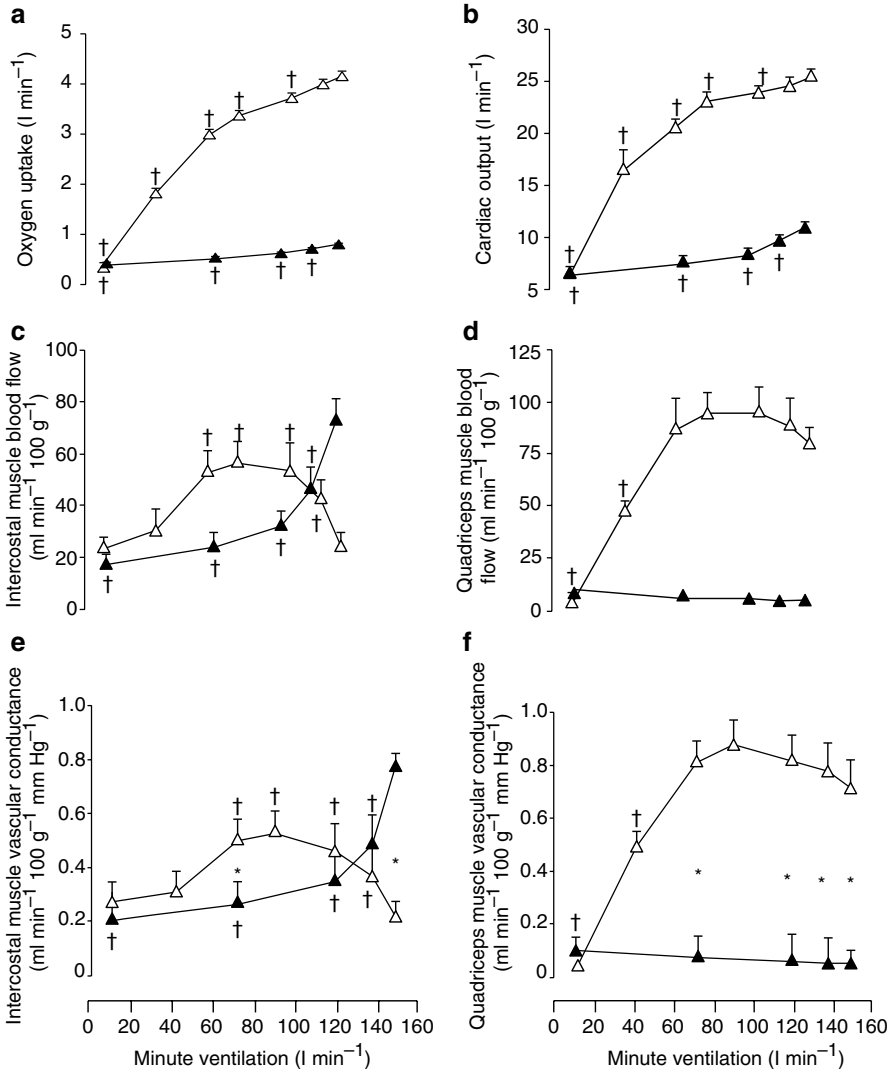 a
5
4
3
2
1
0
Oxygen uptake (l min–1)
† † † † †
† † † †
b
30
25
20
15
10
5
Cardiac output (l min–1)
† † † † †
† † † †
c
100
80
60
40
20
0
Intercostal muscle blood flow
(ml min–1 100 g–1)
† † † †
† † † †
d
125
100
75
50
25
0
Quadriceps muscle blood
flow (ml min–1 100 g–1)
† †
e
1.0
0.8
0.6
0.4
0.2
0
Intercostal muscle vascular conductance
(ml min–1 100 g–1 mm Hg–1)
† † † †
* *
† † † †
0 20 40 60 80 100 120 140 160
Minute ventilation (l min–1)
f
1.0
0.8
0.6
0.4
0.2
0
Quadriceps muscle vascular conductance
(ml min–1 100 g–1 mm Hg–1)
† †
* * * *
0 20 40 60 80 100 120 140 160
Minute ventilation (l min–1)